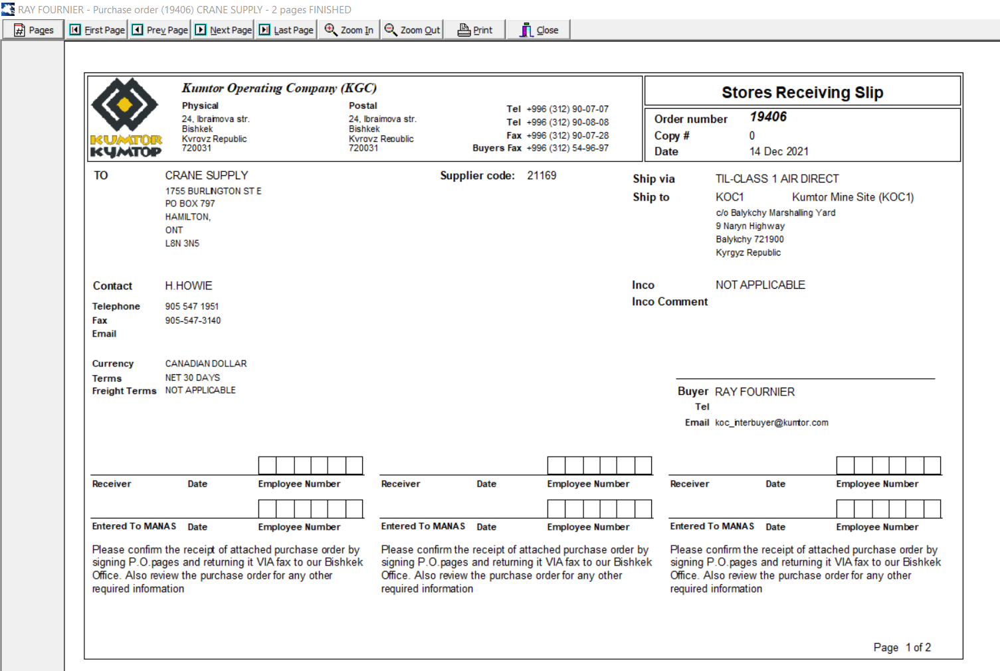 RAY FOURNIER - Purchase order (19406) CRANE SUPPLY - 2 pages FINISHED
Pages First Page Prev Page Next Page Last Page Zoom In Zoom Out Print Close
KUMTOR
КУМТОР
Kumtor Operating Company (KGC)
Physical
24, Ibraimova str.
Bishkek
Kyrgyz Republic
720031
Postal
24, Ibraimova str.
Bishkek
Kyrgyz Republic
720031
Tel +996 (312) 90-07-07
Tel +996 (312) 90-08-08
Fax +996 (312) 90-07-28
Buyers Fax +996 (312) 54-96-97
Stores Receiving Slip
Order number 19406
Copy # 0
Date 14 Dec 2021
TO CRANE SUPPLY
1755 BURLINGTON ST E
PO BOX 797
HAMILTON,
ONT
L8N 3N5
Supplier code: 21169
Ship via TIL-CLASS 1 AIR DIRECT
Ship to KOC1 Kumtor Mine Site (KOC1)
c/o Balykchy Marshalling Yard
9 Naryn Highway
Balykchy 721900
Kyrgyz Republic
Contact H.HOWIE
Telephone 905 547 1951
Fax 905-547-3140
Email
Inco NOT APPLICABLE
Inco Comment
Currency CANADIAN DOLLAR
Terms NET 30 DAYS
Freight Terms NOT APPLICABLE
Buyer RAY FOURNIER
Tel
Email koc_interbuyer@kumtor.com
Receiver Date Employee Number
Entered To MANAS Date Employee Number
Please confirm the receipt of attached purchase order by
signing P.O.pages and returning it VIA fax to our Bishkek
Office. Also review the purchase order for any other
required information
Receiver Date Employee Number
Entered To MANAS Date Employee Number
Please confirm the receipt of attached purchase order by
signing P.O.pages and returning it VIA fax to our Bishkek
Office. Also review the purchase order for any other
required information
Receiver Date Employee Number
Entered To MANAS Date Employee Number
Please confirm the receipt of attached purchase order by
signing P.O.pages and returning it VIA fax to our Bishkek
Office. Also review the purchase order for any other
required information
Page 1 of 2